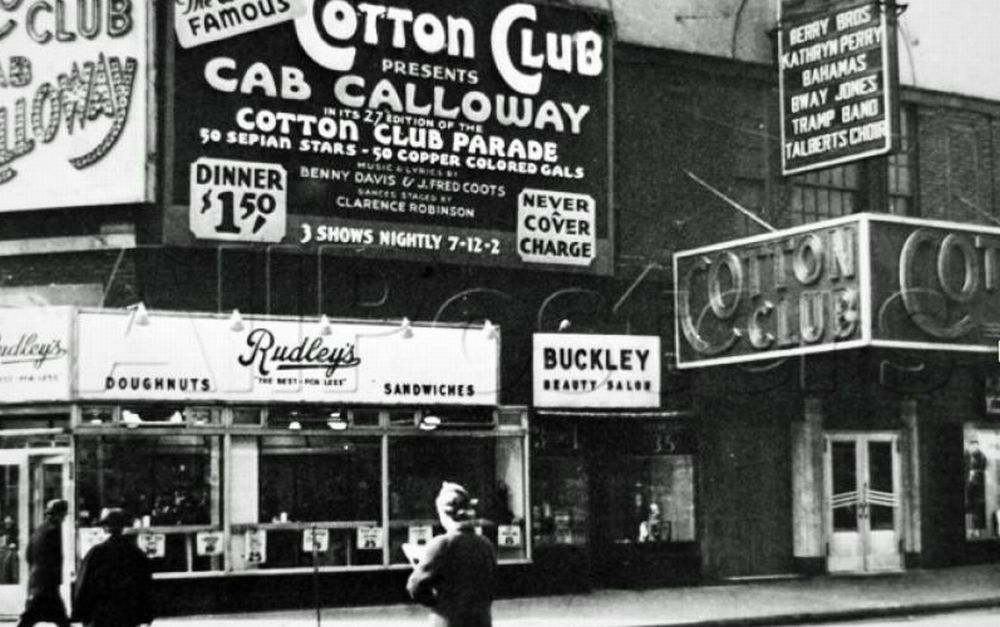 CLUB
The
FAMOUS
COTTON CLUB
PRESENTS
CAB CALLOWAY
IN ITS 27 EDITION OF THE
COTTON CLUB PARADE
50 SEPIAN STARS - 50 COPPER COLORED GALS
MUSIC & LYRICS BY
BENNY DAVIS & J. FRED COOTS
DANCES STAGED BY
CLARENCE ROBINSON
DINNER
$1.50
3 SHOWS NIGHTLY 7-12-2
NEVER
A
COVER
CHARGE
BERRY BROS
KATHRYN PERRY
BAHAMAS
BWAY JONES
TRAMP BAND
TALBERTS CHOIR
COTTON
CLUB
Rudley's
Rudley's
"THE BEST-FOR LESS"
DOUGHNUTS
SANDWICHES
BUCKLEY
BEAUTY SALON